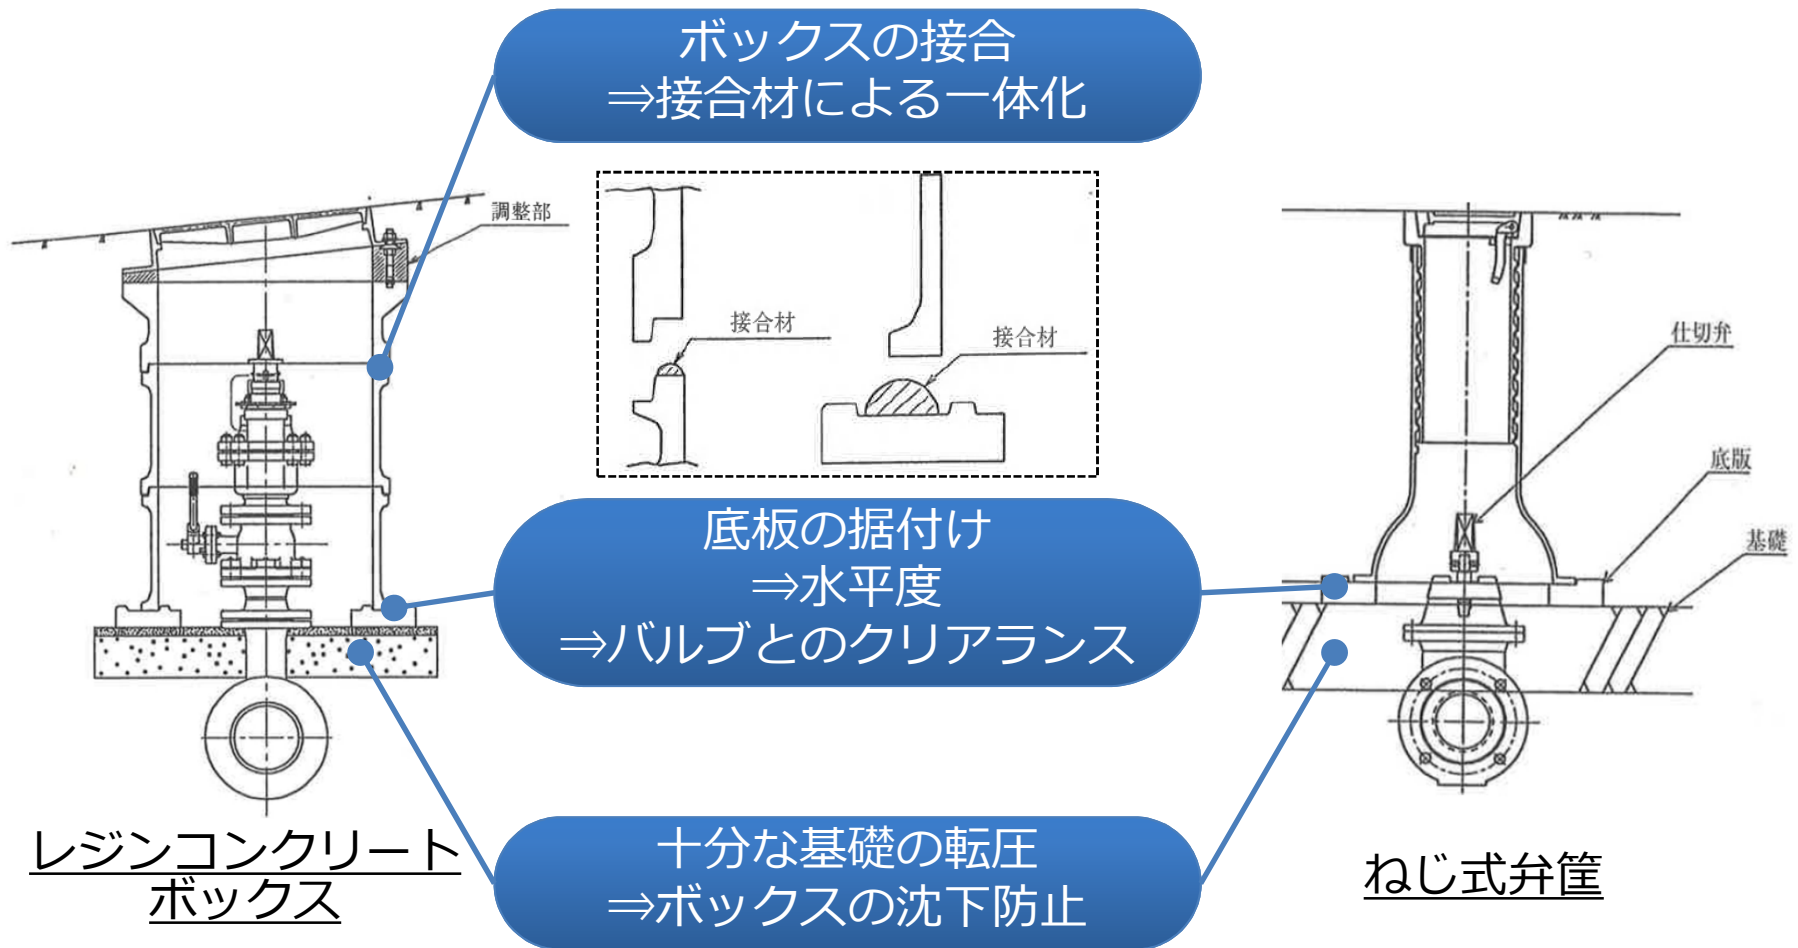 ボックスの接合
⇒接合材による一体化
調整部
接合材
接合材
仕切弁
底版
基礎
底板の据付け
⇒水平度
⇒バルブとのクリアランス
十分な基礎の転圧
⇒ボックスの沈下防止
レジンコンクリート
ボックス
ねじ式弁筐